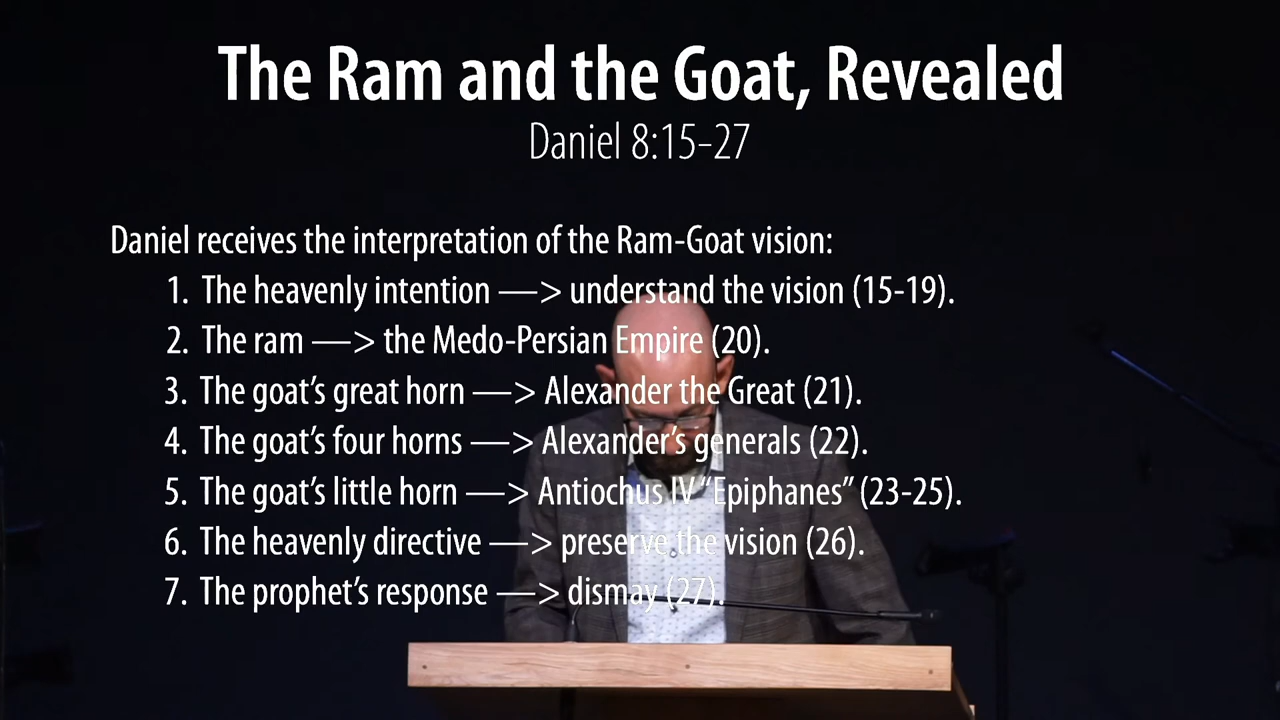 The Ram and the Goat, Revealed
Daniel 8:15-27
Daniel receives the interpretation of the Ram-Goat vision:
1. The heavenly intention —> understand the vision (15-19).
2. The ram —> the Medo-Persian Empire (20).
3. The goat’s great horn —> Alexander the Great (21).
4. The goat’s four horns —> Alexander’s generals (22).
5. The goat’s little horn —> Antiochus IV “Epiphanes” (23-25).
6. The heavenly directive —> preserve the vision (26).
7. The prophet’s response —> dismay (27).